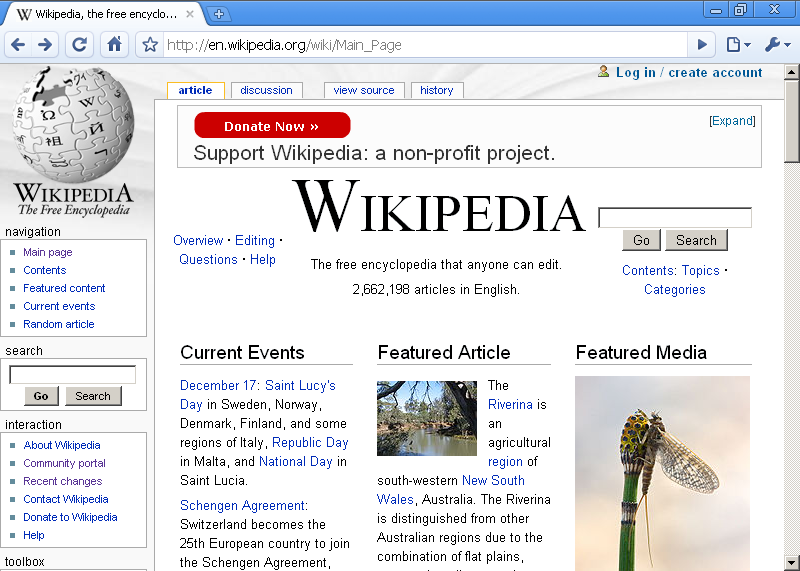 Wikipedia, the free encyclo...
http://en.wikipedia.org/wiki/Main_Page
Log in / create account
article discussion view source history
Donate Now »
[Expand]
Support Wikipedia: a non-profit project.
WIKIPEDIA
The Free Encyclopedia
navigation
Main page
Contents
Featured content
Current events
Random article
search
Go Search
interaction
About Wikipedia
Community portal
Recent changes
Contact Wikipedia
Donate to Wikipedia
Help
toolbox
Overview · Editing ·
Questions · Help
WIKIPEDIA
The free encyclopedia that anyone can edit.
2,662,198 articles in English.
Go Search
Contents: Topics ·
Categories
Current Events
December 17: Saint Lucy's
Day in Sweden, Norway,
Denmark, Finland, and some
regions of Italy, Republic Day
in Malta, and National Day in
Saint Lucia.
Schengen Agreement:
Switzerland becomes the
25th European country to join
the Schengen Agreement,
Featured Article
The
Riverina is
an
agricultural
region of
south-western New South
Wales, Australia. The Riverina
is distinguished from other
Australian regions due to the
combination of flat plains,
Featured Media